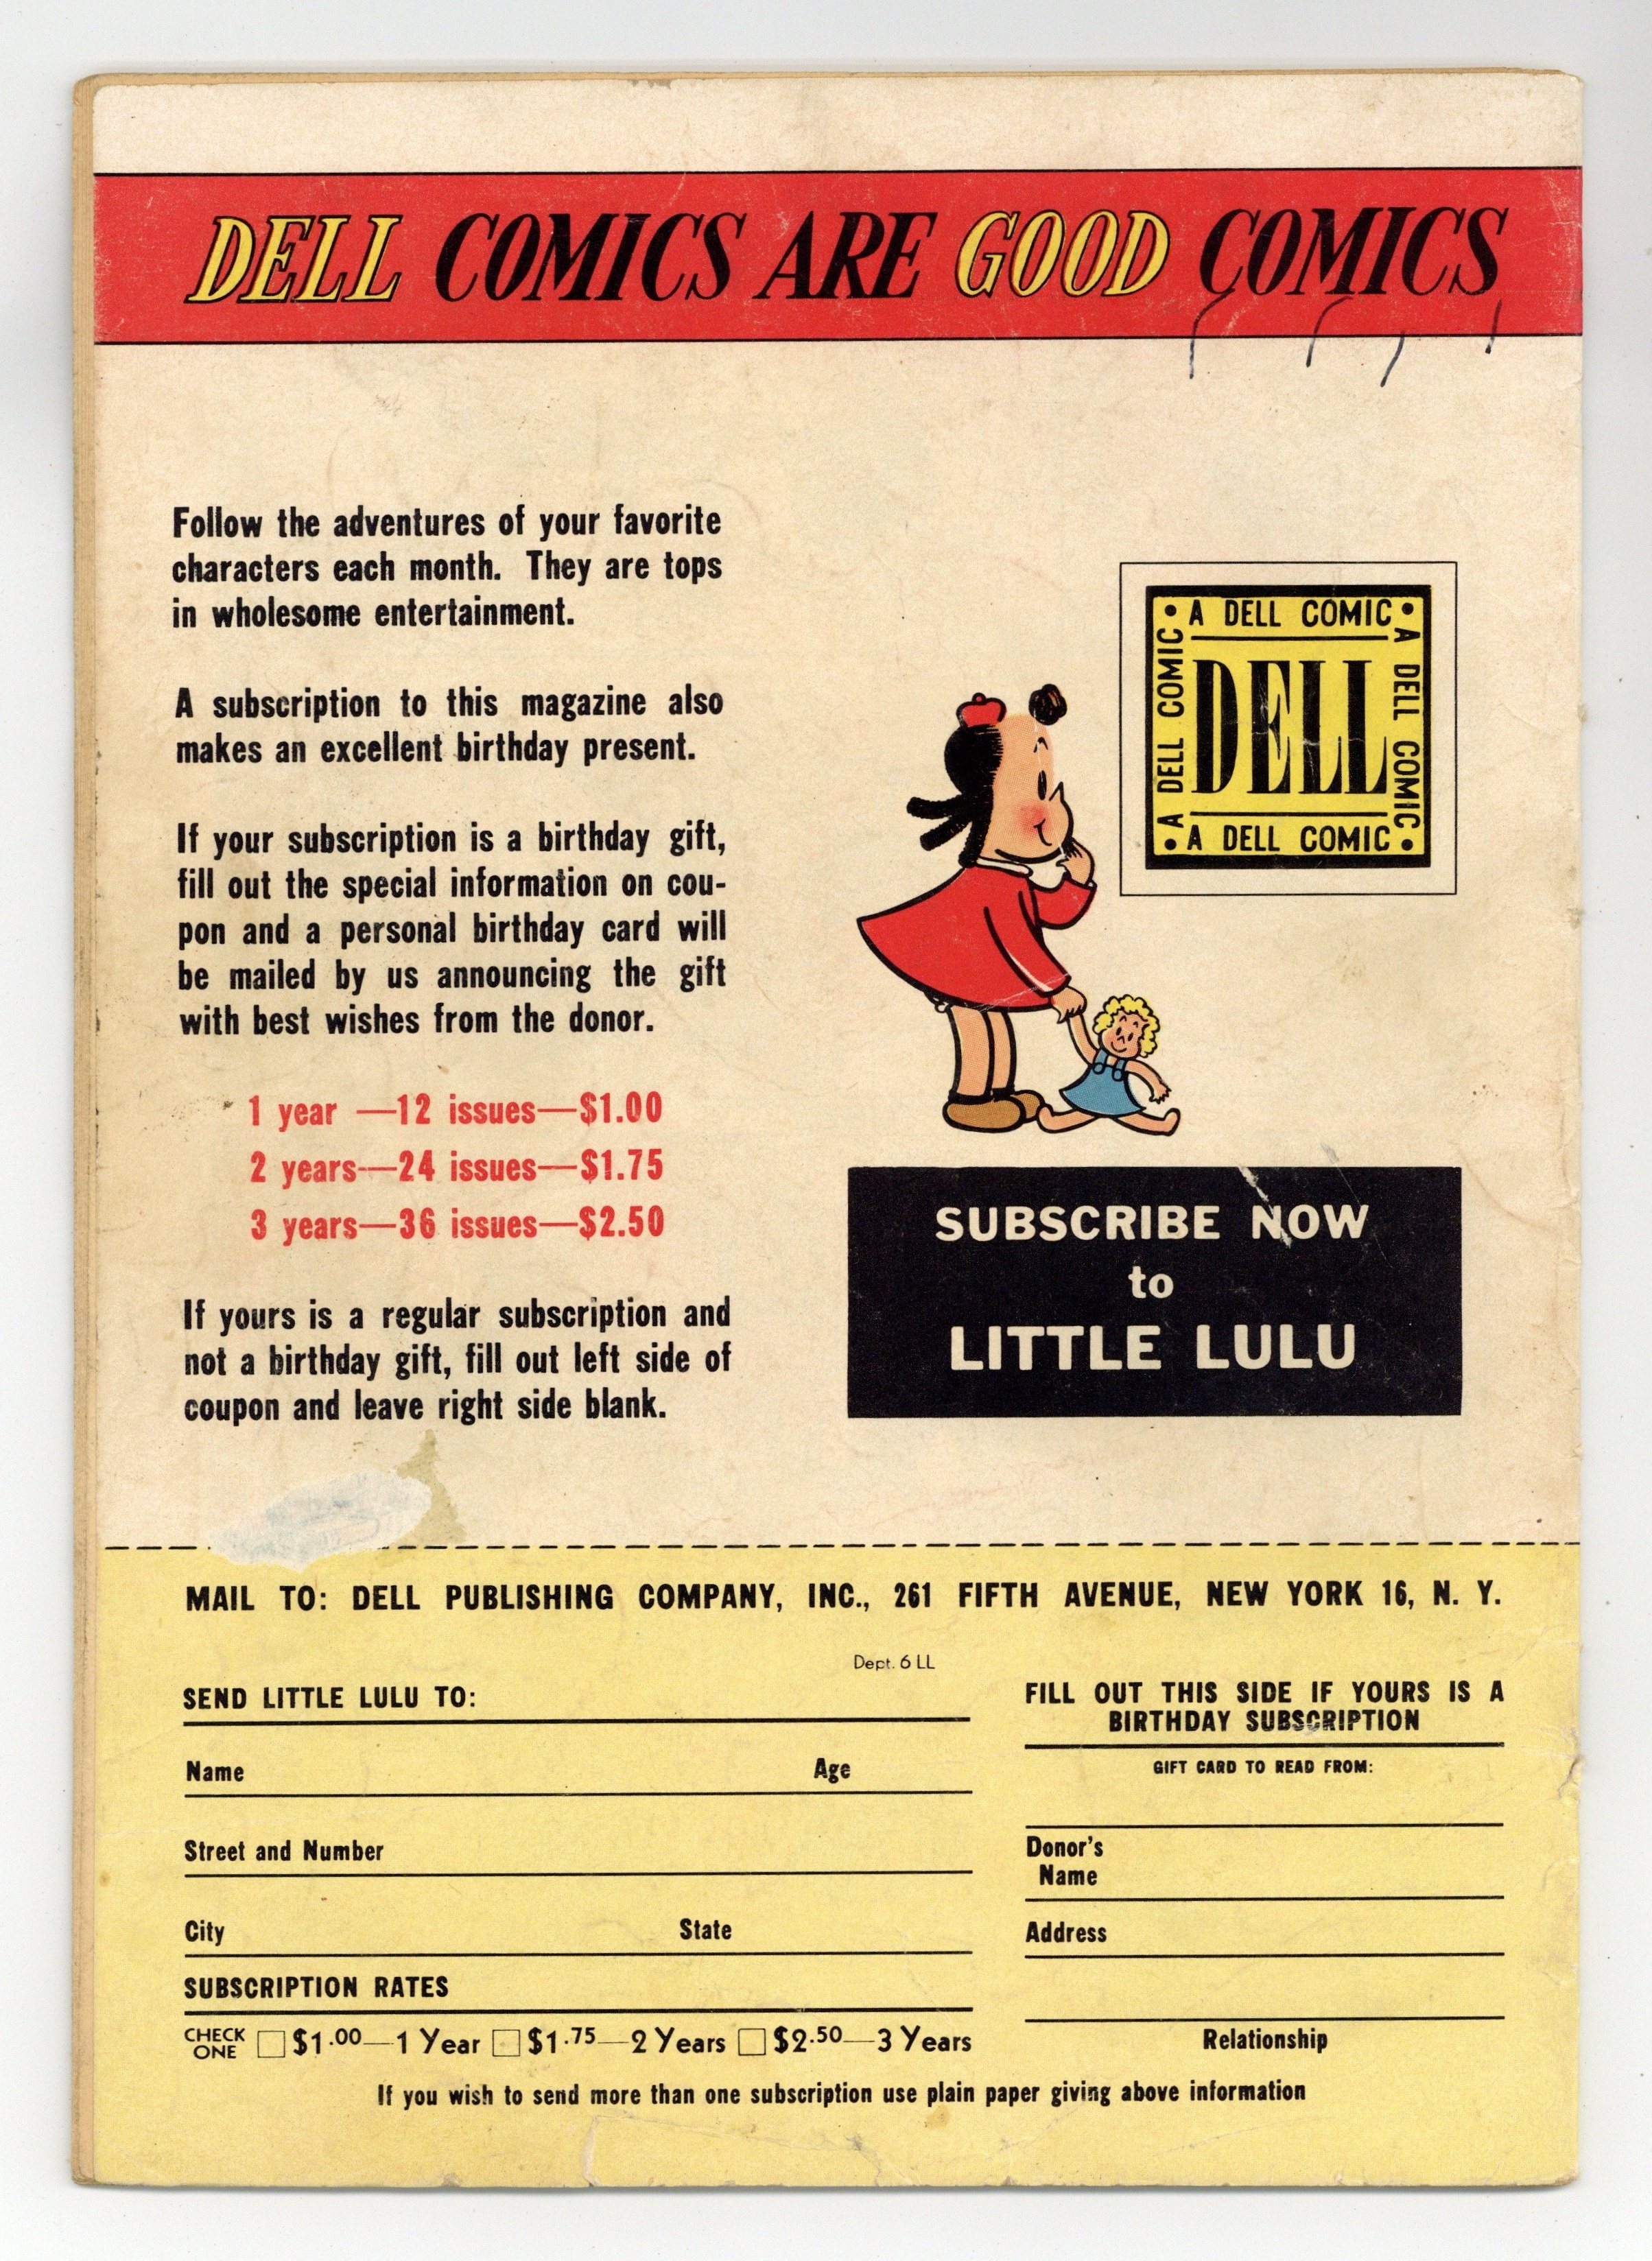 DELL COMICS ARE GOOD COMICS
Follow the adventures of your favorite
characters each month. They are tops
in wholesome entertainment.
A subscription to this magazine also
makes an excellent birthday present.
If your subscription is a birthday gift,
fill out the special information on cou-
pon and a personal birthday card will
be mailed by us announcing the gift
with best wishes from the donor.
1 year —12 issues—$1.00
2 years—24 issues—$1.75
3 years—36 issues—$2.50
If yours is a regular subscription and
not a birthday gift, fill out left side of
coupon and leave right side blank.
• A DELL COMIC •
A DELL COMIC
DELL
A DELL COMIC
• A DELL COMIC •
SUBSCRIBE NOW
to
LITTLE LULU
MAIL TO: DELL PUBLISHING COMPANY, INC., 261 FIFTH AVENUE, NEW YORK 16, N. Y.
Dept. 6 LL
SEND LITTLE LULU TO:
Name Age
Street and Number
City State
SUBSCRIPTION RATES
CHECK
ONE
$1.00—1 Year $1.75—2 Years $2.50—3 Years
FILL OUT THIS SIDE IF YOURS IS A
BIRTHDAY SUBSCRIPTION
GIFT CARD TO READ FROM:
Donor's
Name
Address
Relationship
If you wish to send more than one subscription use plain paper giving above information